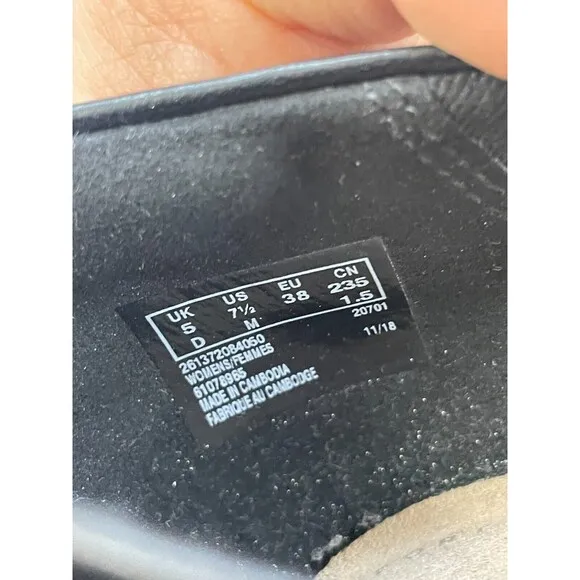 UK US EU CN
5 7½ 38 235
D M 1.5
261372084050 20701
WOMENS/FEMMES 11/18
61078965
MADE IN CAMBODIA
FABRIQUE AU CAMBODGE